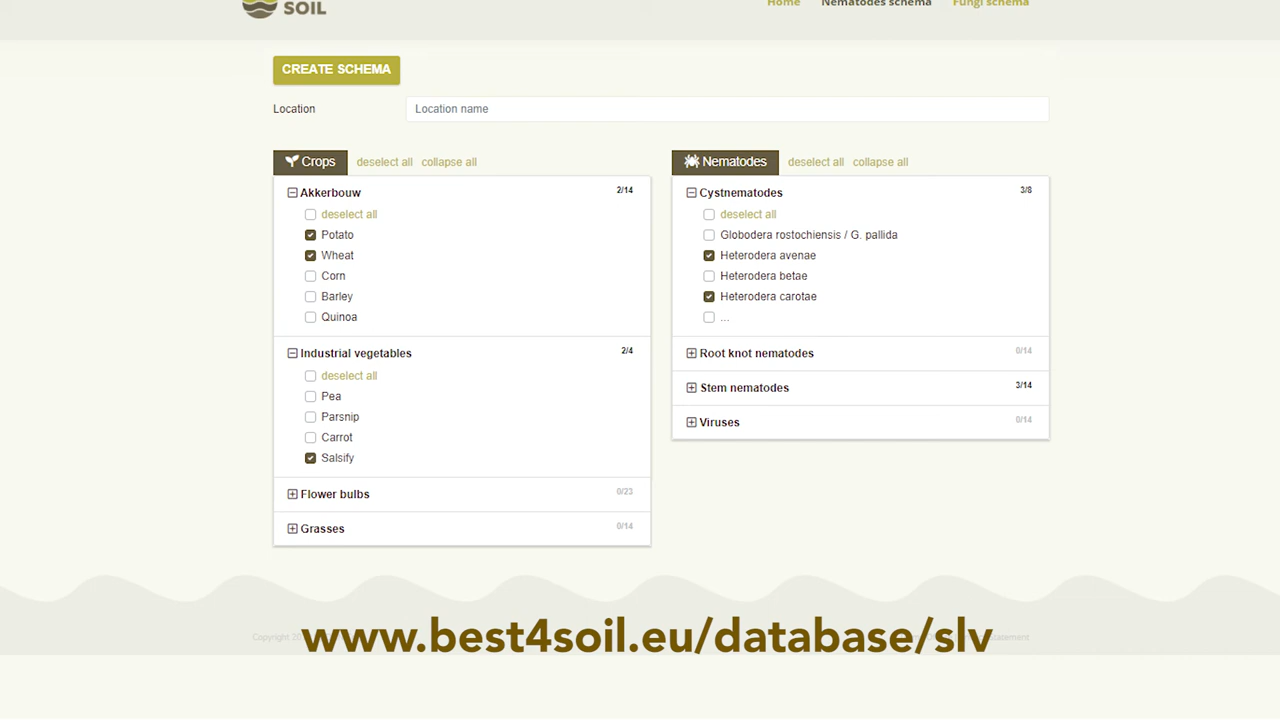 SOIL
Home Nematodes schema Fungi schema
CREATE SCHEMA
Location Location name
Crops deselect all collapse all
Akkerbouw 2/14
deselect all
Potato
Wheat
Corn
Barley
Quinoa
Industrial vegetables 2/4
deselect all
Pea
Parsnip
Carrot
Salsify
Flower bulbs 0/23
Grasses 0/14
Nematodes deselect all collapse all
Cystnematodes 3/8
deselect all
Globodera rostochiensis / G. pallida
Heterodera avenae
Heterodera betae
Heterodera carotae
...
Root knot nematodes 0/14
Stem nematodes 3/14
Viruses 0/14
www.best4soil.eu/database/slv
Copyright